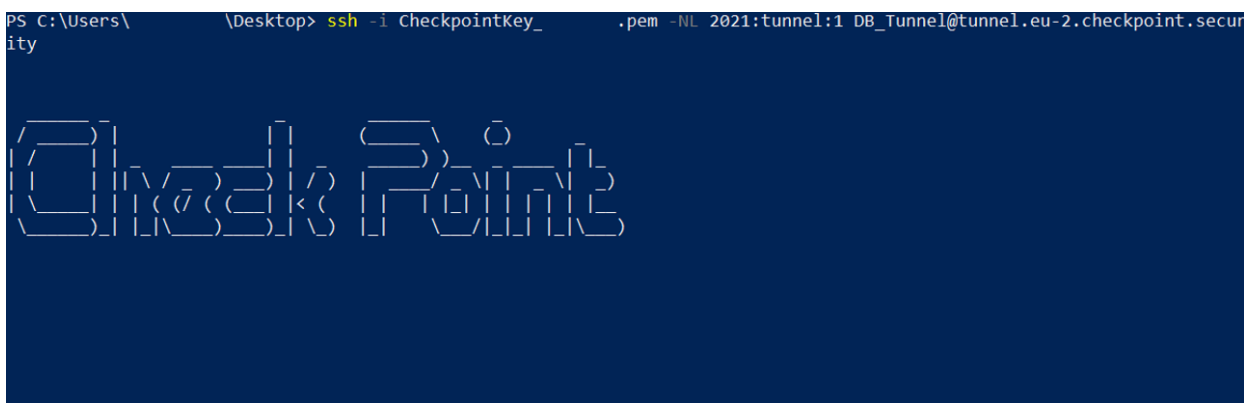 PS C:\Users\ \Desktop> ssh -i CheckpointKey_ .pem -NL 2021:tunnel:1 DB_Tunnel@tunnel.eu-2.checkpoint.secur
ity
Check Point